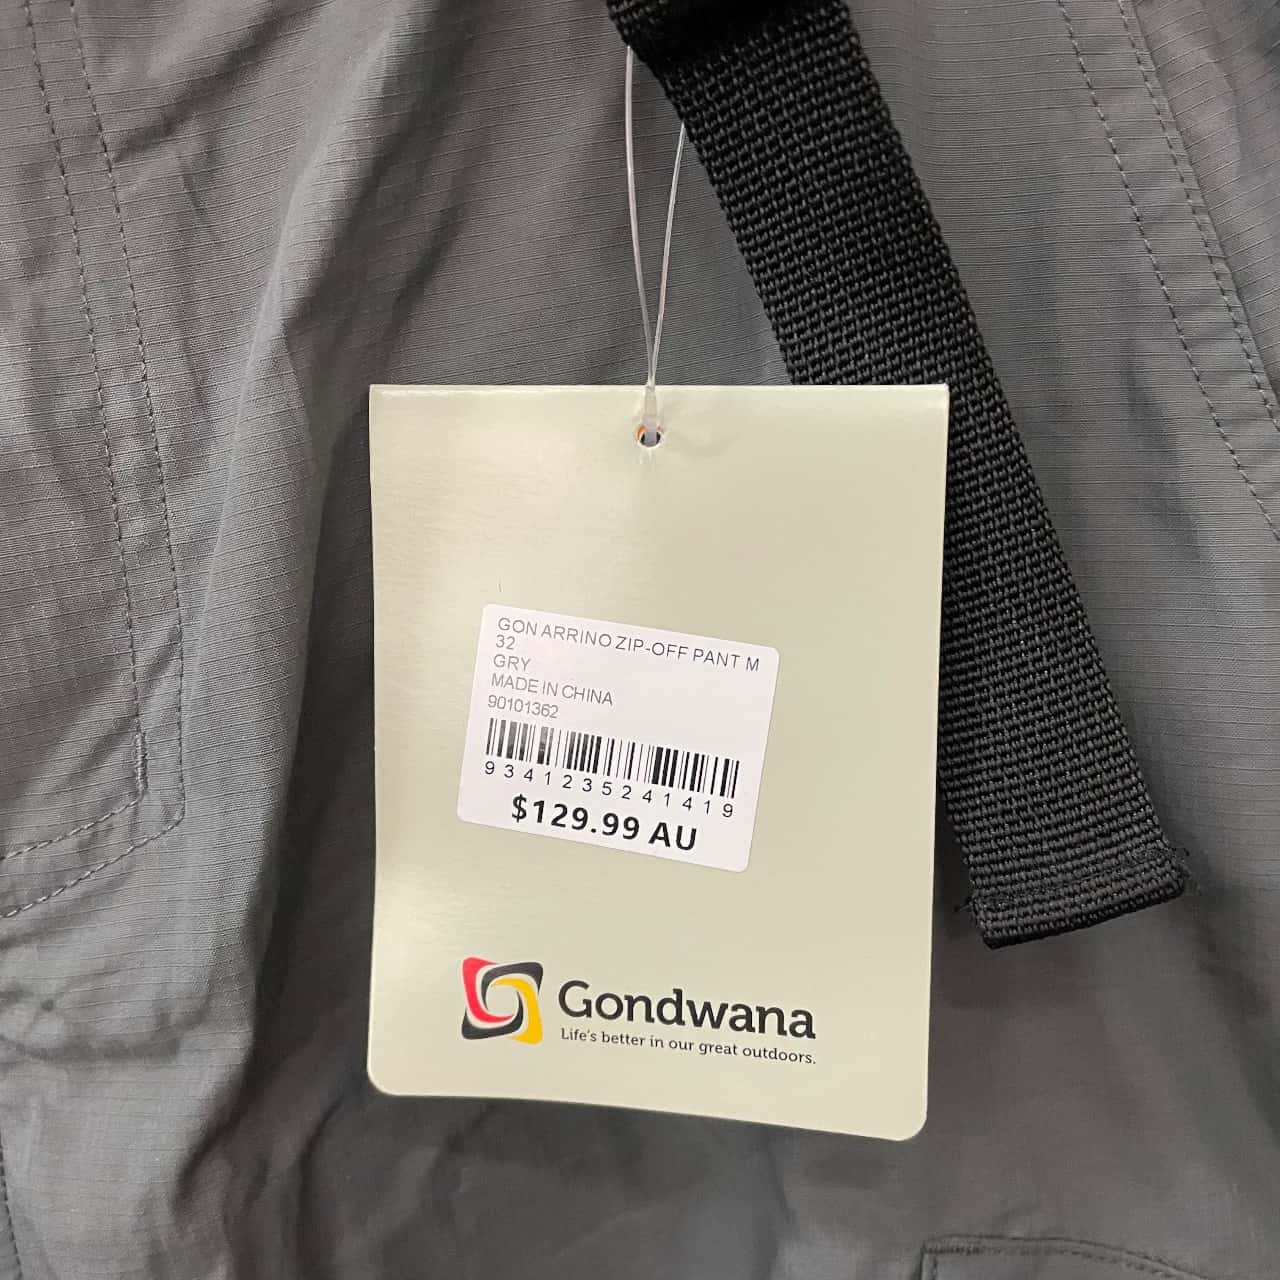 GON ARRINO ZIP-OFF PANT M
32
GRY
MADE IN CHINA
90101362
9341235241419
$129.99 AU
Gondwana
Life's better in our great outdoors.